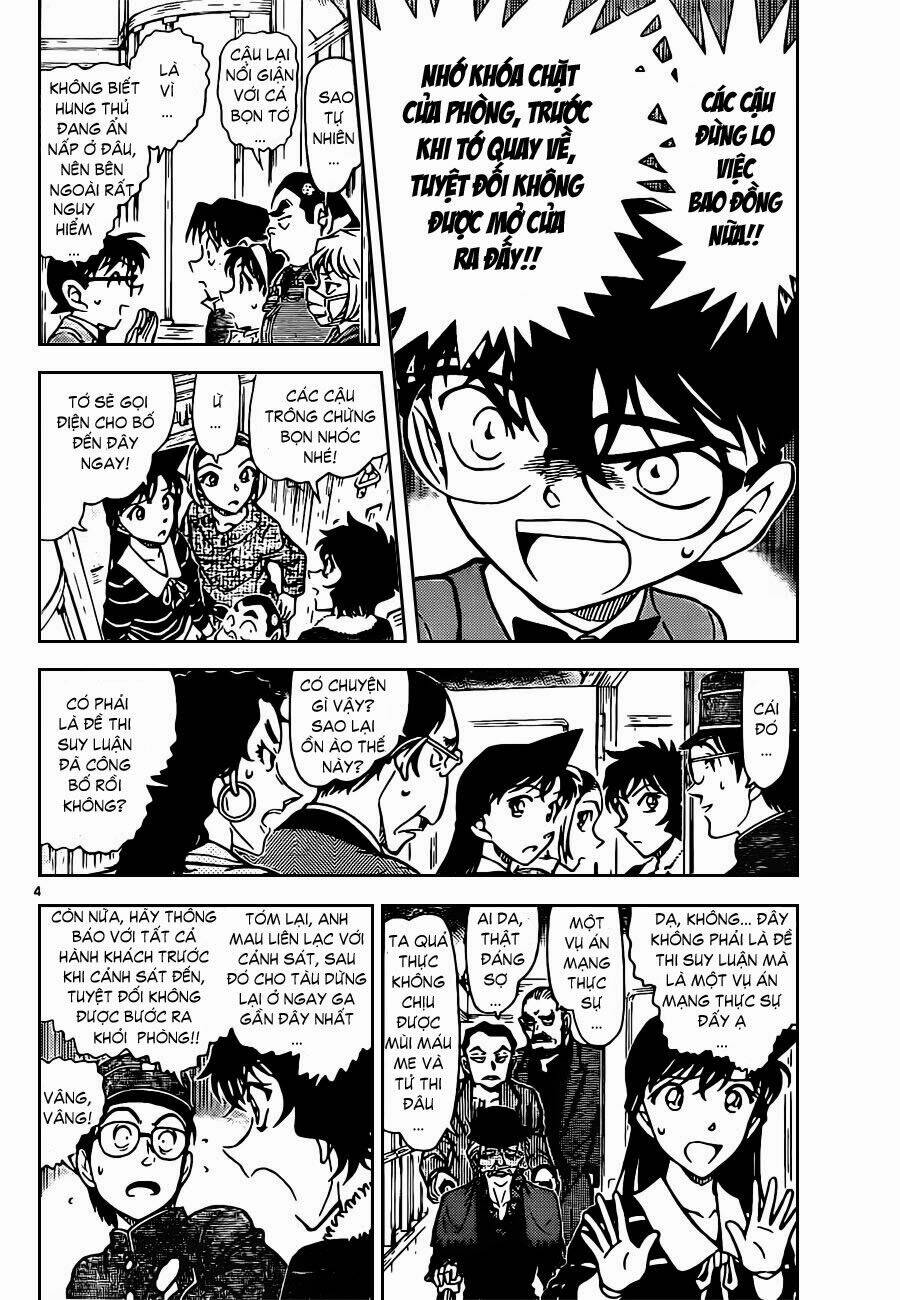 CÁC CẬU
ĐỪNG LO
VIỆC
BAO ĐỒNG
NỮA!!
NHỚ KHÓA CHẶT
CỬA PHÒNG, TRƯỚC
KHI TỚ QUAY VỀ,
TUYỆT ĐỐI KHÔNG
ĐƯỢC MỞ CỬA
RA ĐẤY!!
SAO
TỰ
NHIÊN
...
CẬU LẠI
NỔI GIẬN
VỚI CẢ
BỌN TỚ
...
LÀ
VÌ
...
KHÔNG BIẾT
HUNG THỦ
ĐANG ẨN
NẤP Ở ĐÂU,
NÊN BÊN
NGOÀI RẤT
NGUY
HIỂM
...
CÁC CẬU
TRÔNG CHỪNG
BỌN NHÓC
NHÉ!
Ừ
...
TỚ SẼ GỌI
ĐIỆN CHO BỐ
ĐẾN ĐÂY
NGAY!
CÁI
ĐÓ
...
CÓ CHUYỆN
GÌ VẬY?
SAO LẠI
ỒN ÀO THẾ
NÀY?
CÓ PHẢI
LÀ ĐỀ THI
SUY LUẬN
ĐÃ CÔNG
BỐ RỒI
KHÔNG?
4
DẠ, KHÔNG... ĐÂY
KHÔNG PHẢI LÀ ĐỀ
THI SUY LUẬN MÀ
LÀ MỘT VỤ ÁN
MẠNG THỰC SỰ
ĐẤY Ạ
...
MỘT
VỤ ÁN
MẠNG
THỰC
SỰ
...
AI DA,
THẬT
ĐÁNG
SỢ
...
TA QUẢ
THỰC
KHÔNG
CHỊU
ĐƯỢC
MÙI MÁU
ME VÀ
TỬ THI
ĐÂU
...
TÓM LẠI, ANH
MAU LIÊN LẠC VỚI
CẢNH SÁT, SAU
ĐÓ CHO TÀU DỪNG
LẠI Ở NGAY GA
GẦN ĐÂY NHẤT
...
CÒN NỮA, HÃY THÔNG
BÁO VỚI TẤT CẢ
HÀNH KHÁCH TRƯỚC
KHI CẢNH SÁT ĐẾN,
TUYỆT ĐỐI KHÔNG
ĐƯỢC BƯỚC RA
KHỎI PHÒNG!!
VÂNG,
VÂNG!